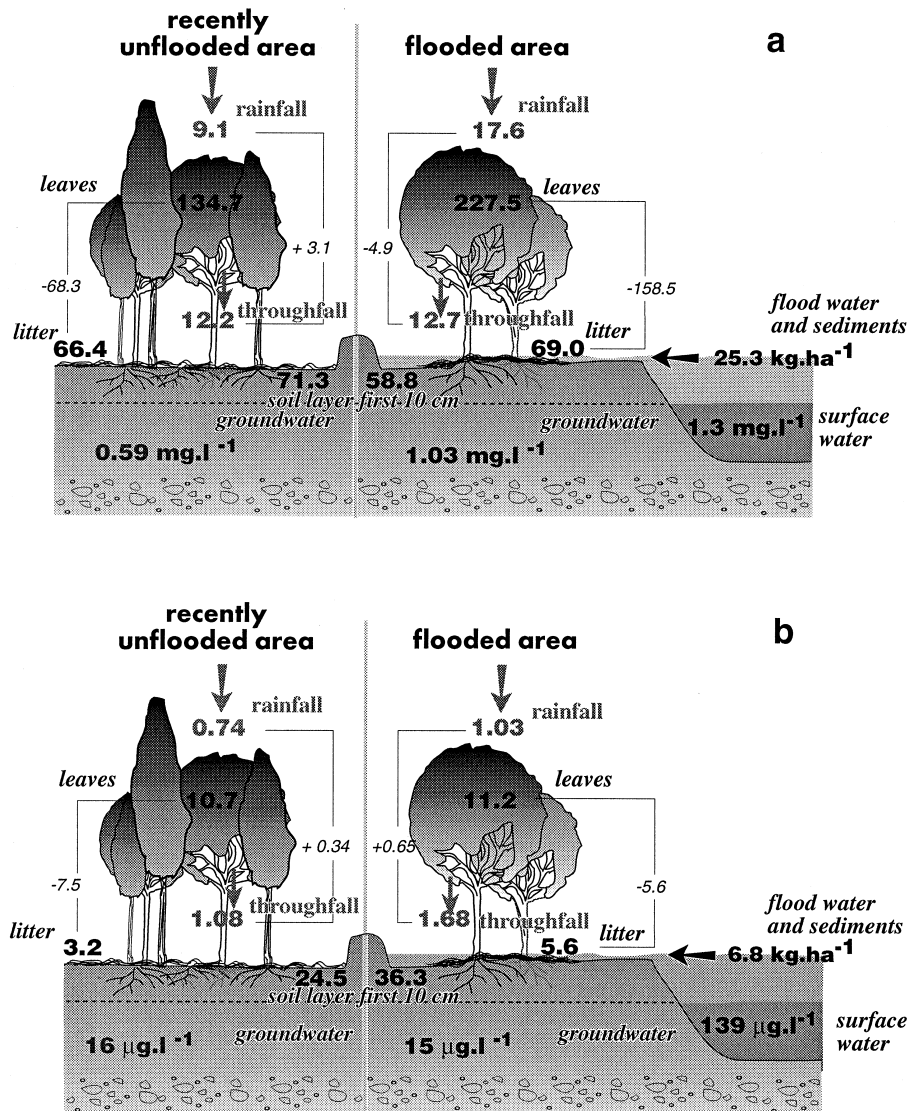 a
recently
unflooded area
flooded area
rainfall
9.1
rainfall
17.6
leaves
134.7
227.5
leaves
-68.3
+ 3.1
-4.9
-158.5
litter
66.4
12.2
throughfall
12.7
throughfall
litter
69.0
flood water
and sediments
25.3 kg.ha-1
71.3
58.8
soil layer first 10 cm
groundwater
groundwater
0.59 mg.l -1
1.03 mg.l -1
1.3 mg.l-1
surface
water
b
recently
unflooded area
flooded area
rainfall
0.74
rainfall
1.03
leaves
10.7
11.2
leaves
-7.5
+ 0.34
+0.65
-5.6
litter
3.2
1.08
throughfall
1.68
throughfall
litter
5.6
flood water
and sediments
6.8 kg.ha-1
24.5
36.3
soil layer first 10 cm
groundwater
groundwater
16 µg.l -1
15 µg.l -1
139 µg.l-1
surface
water